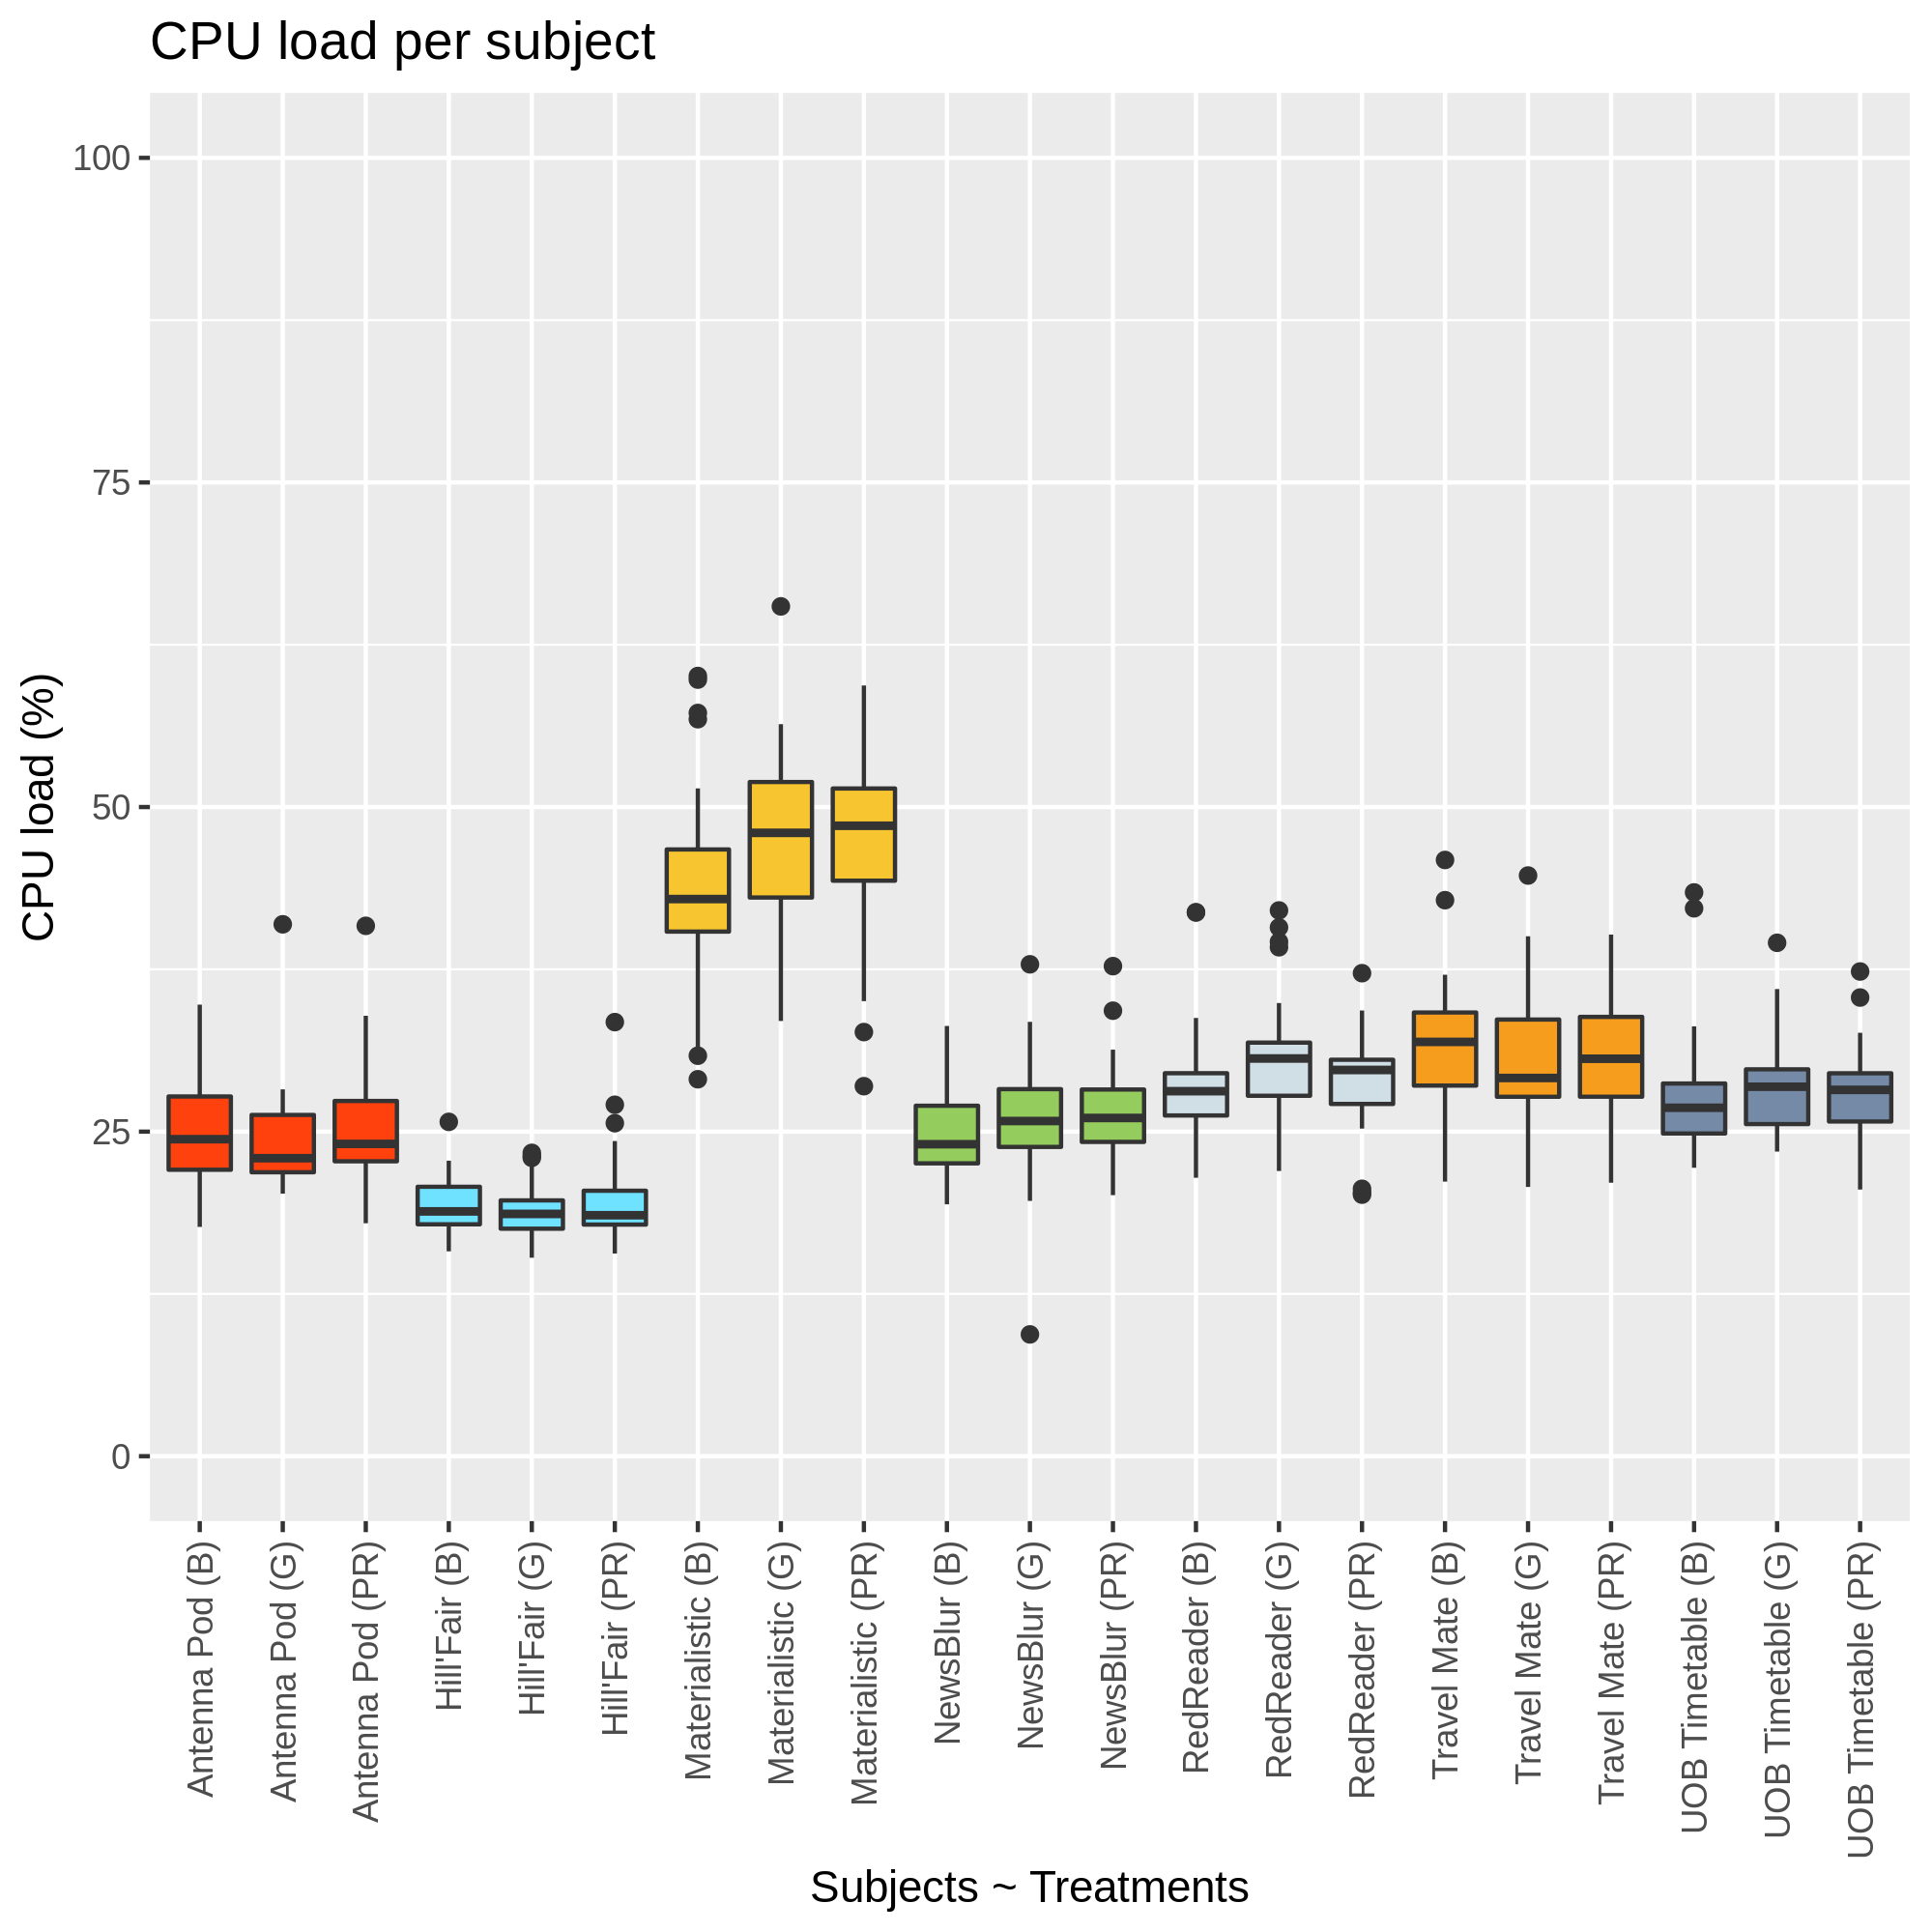 CPU load per subject
CPU load (%)
100
75
50
25
0
Antenna Pod (B)
Antenna Pod (G)
Antenna Pod (PR)
Hill'Fair (B)
Hill'Fair (G)
Hill'Fair (PR)
Materialistic (B)
Materialistic (G)
Materialistic (PR)
NewsBlur (B)
NewsBlur (G)
NewsBlur (PR)
RedReader (B)
RedReader (G)
RedReader (PR)
Travel Mate (B)
Travel Mate (G)
Travel Mate (PR)
UOB Timetable (B)
UOB Timetable (G)
UOB Timetable (PR)
Subjects ~ Treatments